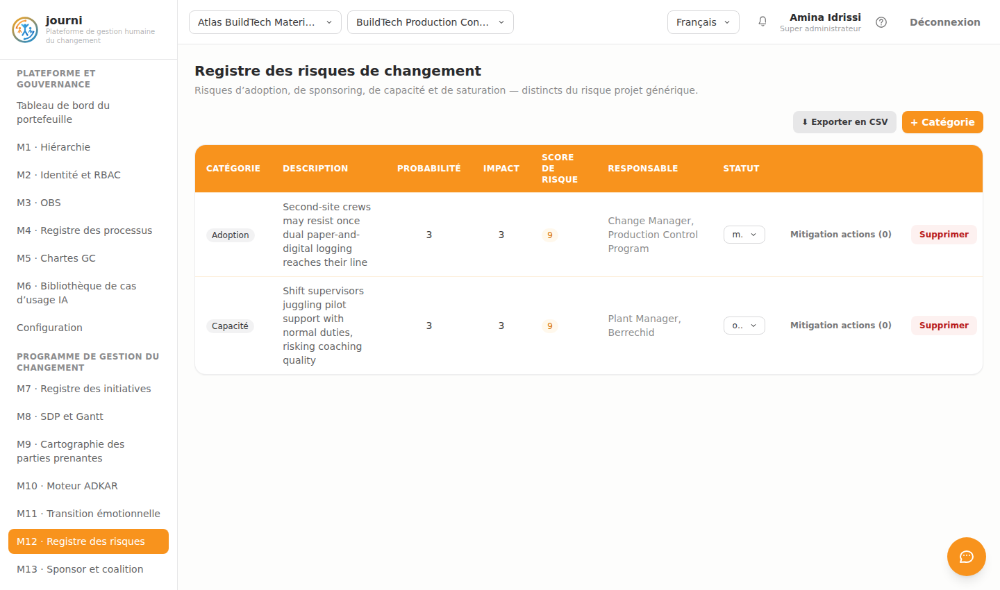 journi
Plateforme de gestion humaine
du changement
Atlas BuildTech Materi…
BuildTech Production Con…
Français
Amina Idrissi
Super administrateur
Déconnexion
PLATEFORME ET
GOUVERNANCE
Tableau de bord du
portefeuille
M1 · Hiérarchie
M2 · Identité et RBAC
M3 · OBS
M4 · Registre des processus
M5 · Chartes GC
M6 · Bibliothèque de cas
d’usage IA
Configuration
PROGRAMME DE GESTION DU
CHANGEMENT
M7 · Registre des initiatives
M8 · SDP et Gantt
M9 · Cartographie des
parties prenantes
M10 · Moteur ADKAR
M11 · Transition émotionnelle
M12 · Registre des risques
M13 · Sponsor et coalition
Registre des risques de changement
Risques d’adoption, de sponsoring, de capacité et de saturation — distincts du risque projet générique.
⬇ Exporter en CSV
+ Catégorie
CATÉGORIE
DESCRIPTION
PROBABILITÉ
IMPACT
SCORE
DE
RISQUE
RESPONSABLE
STATUT
Adoption
Second-site crews
may resist once
dual paper-and-
digital logging
reaches their line
3
3
9
Change Manager,
Production Control
Program
m.
Mitigation actions (0)
Supprimer
Capacité
Shift supervisors
juggling pilot
support with
normal duties,
risking coaching
quality
3
3
9
Plant Manager,
Berrechid
o..
Mitigation actions (0)
Supprimer